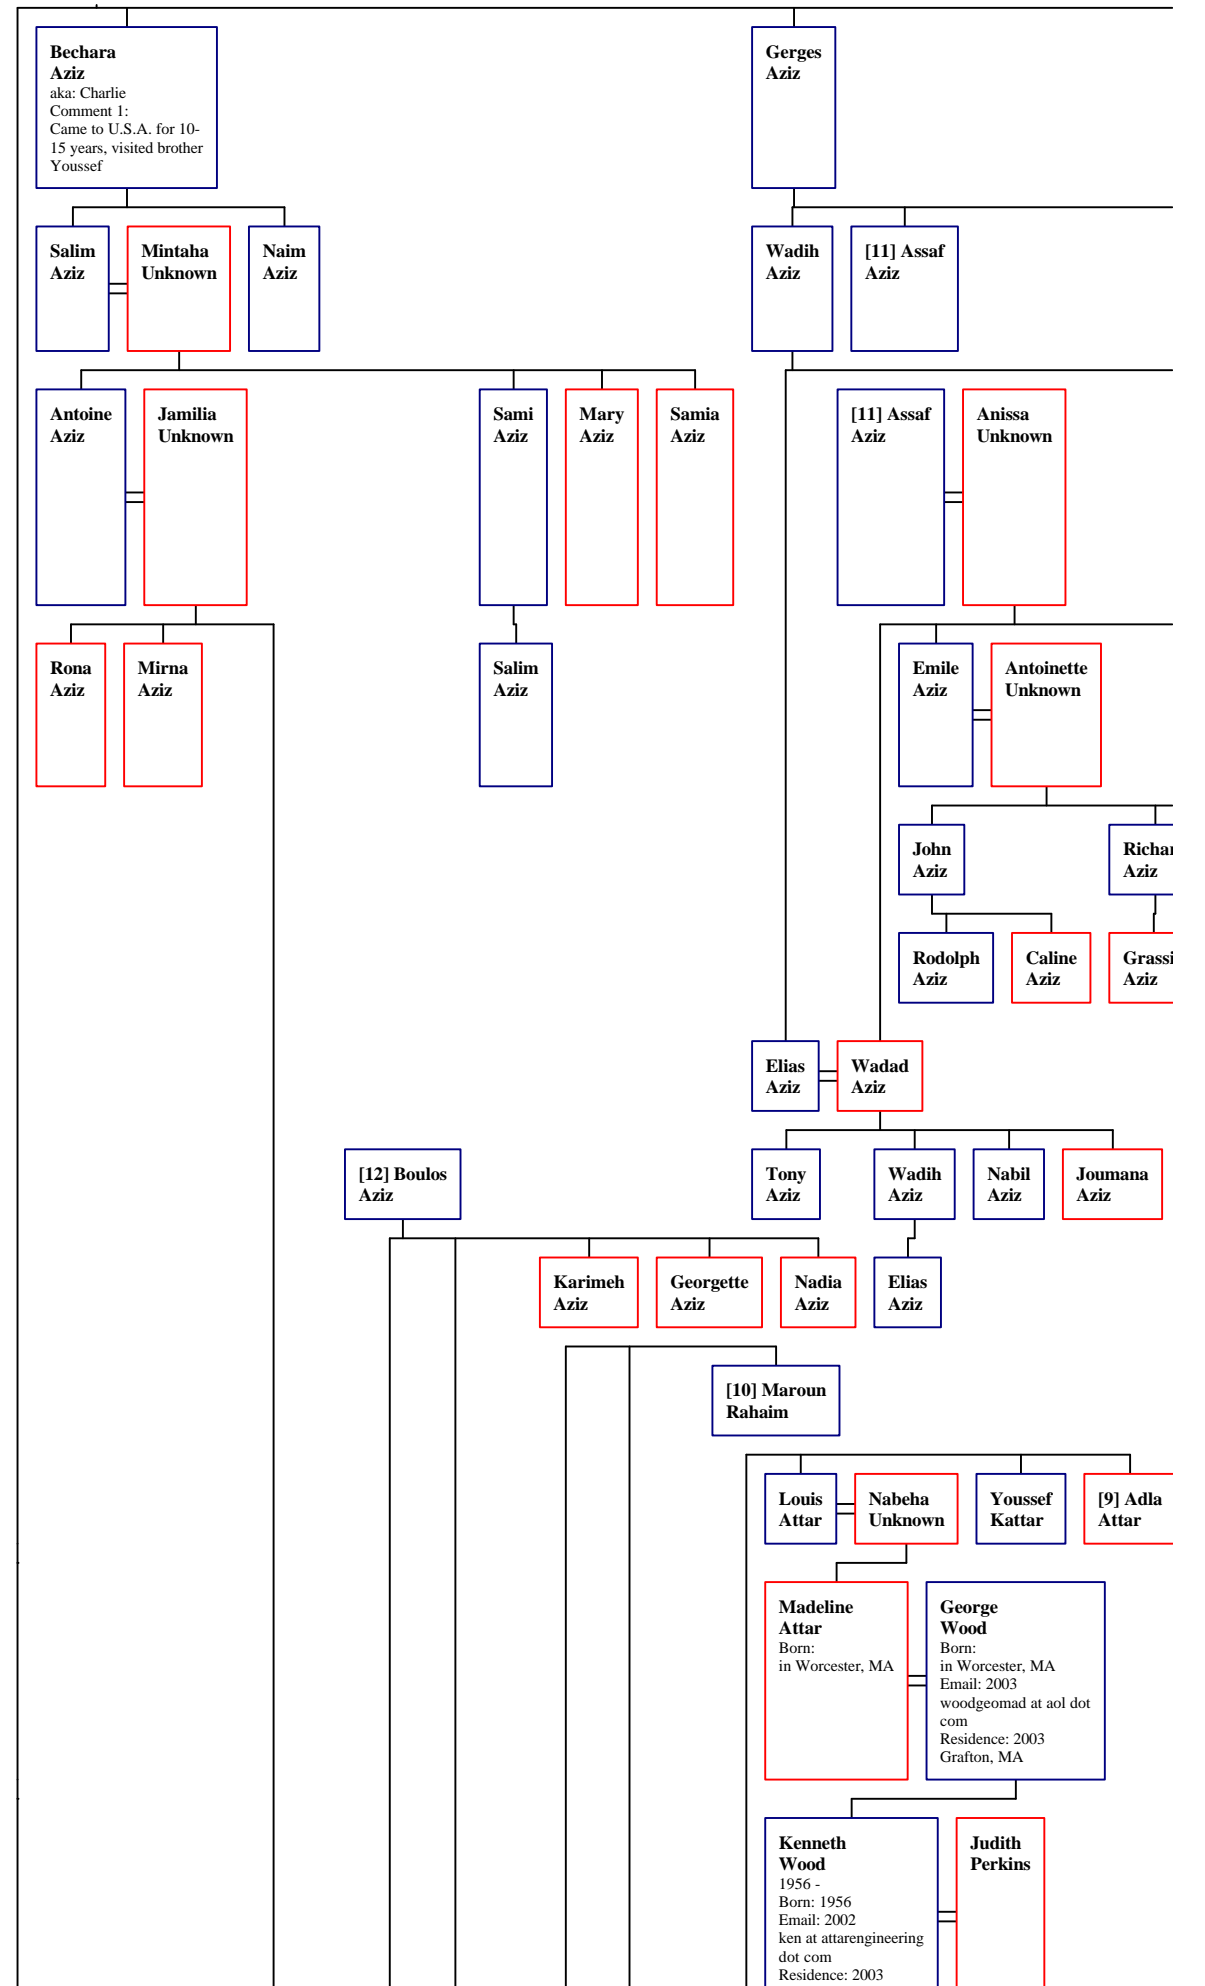 Bechara
Aziz
aka: Charlie
Comment 1:
Came to U.S.A. for 10-
15 years, visited brother
Youssef
Gerges
Aziz
Salim
Aziz
Mintaha
Unknown
Naim
Aziz
Wadih
Aziz
[11] Assaf
Aziz
Antoine
Aziz
Jamilia
Unknown
Sami
Aziz
Mary
Aziz
Samia
Aziz
[11] Assaf
Aziz
Anissa
Unknown
Rona
Aziz
Mirna
Aziz
Salim
Aziz
Emile
Aziz
Antoinette
Unknown
John
Aziz
Richar
Aziz
Rodolph
Aziz
Caline
Aziz
Grassi
Aziz
Elias
Aziz
Wadad
Aziz
[12] Boulos
Aziz
Tony
Aziz
Wadih
Aziz
Nabil
Aziz
Joumana
Aziz
Karimeh
Aziz
Georgette
Aziz
Nadia
Aziz
Elias
Aziz
[10] Maroun
Rahaim
Louis
Attar
Nabeha
Unknown
Youssef
Kattar
[9] Adla
Attar
Madeline
Attar
Born:
in Worcester, MA
George
Wood
Born:
in Worcester, MA
Email: 2003
woodgeomad at aol dot
com
Residence: 2003
Grafton, MA
Kenneth
Wood
1956 -
Born: 1956
Email: 2002
ken at attarengineering
dot com
Residence: 2003
Judith
Perkins